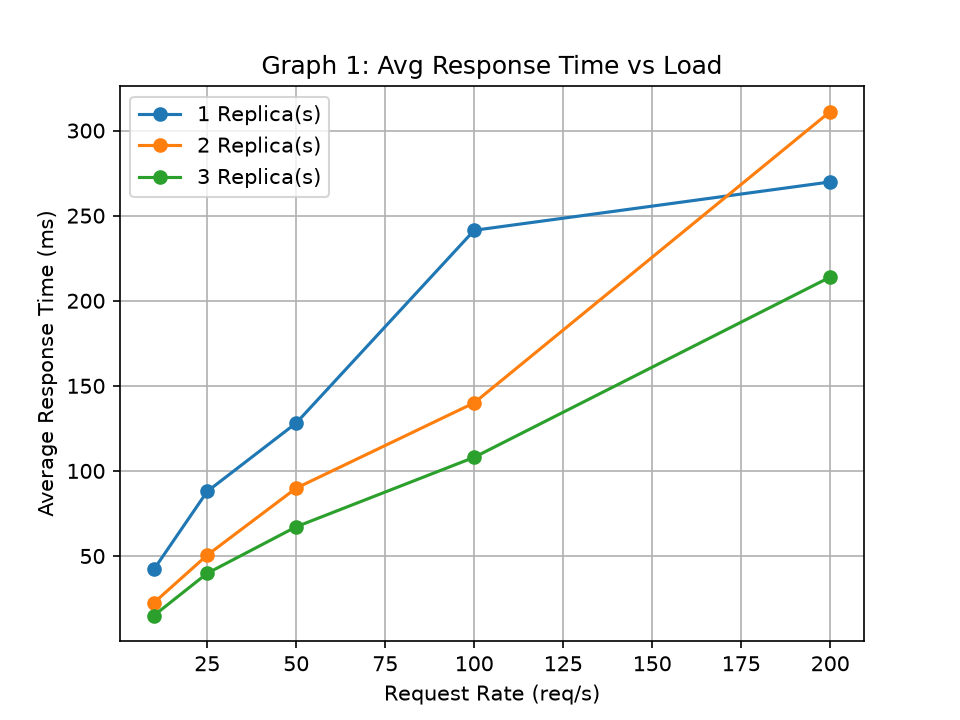 Graph 1: Avg Response Time vs Load
1 Replica(s)
2 Replica(s)
3 Replica(s)
Average Response Time (ms)
300
250
200
150
100
50
25 50 75 100 125 150 175 200
Request Rate (req/s)